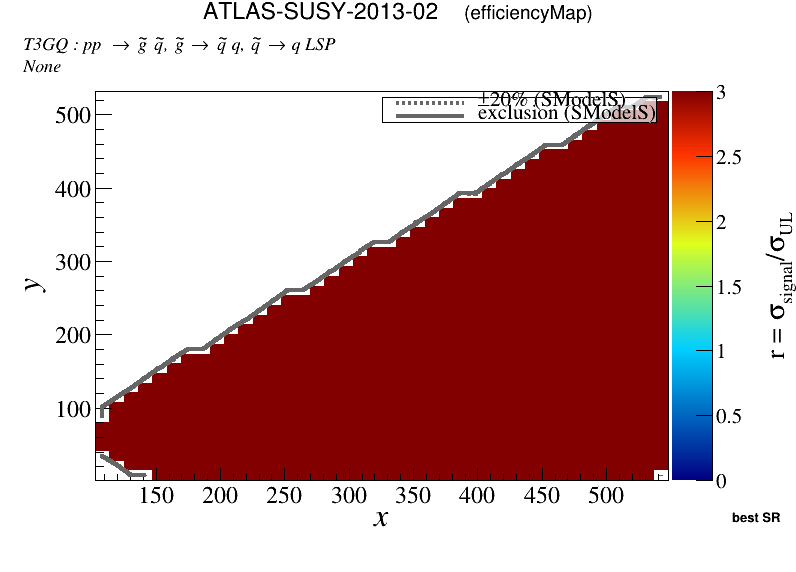 ATLAS-SUSY-2013-02 (efficiencyMap)
T3GQ : pp → g̃ q̃, g̃ → q̃ q, q̃ → q LSP
None
±20% (SModelS)
exclusion (SModelS)
500
400
300
200
100
y
150 200 250 300 350 400 450 500
x
3
2.5
2
1.5
1
0.5
0
r = σsignal/σUL
best SR